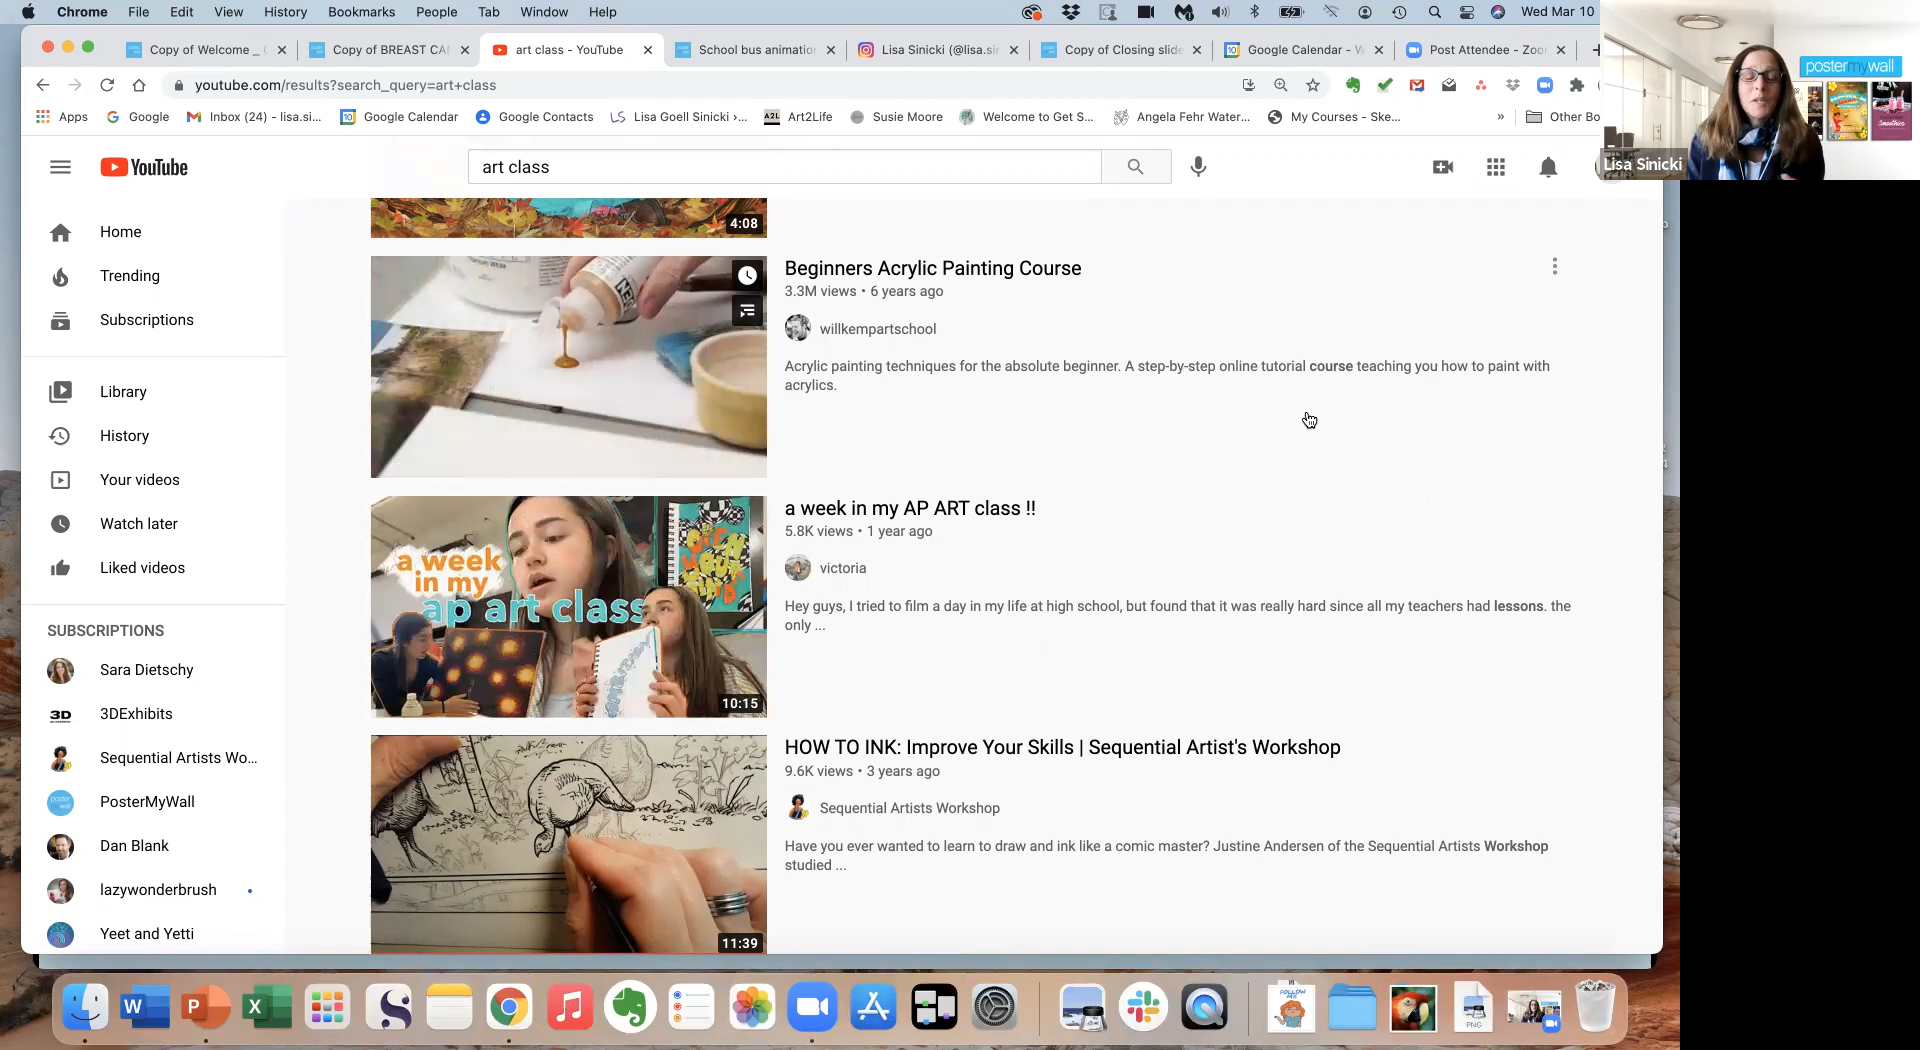 Chrome File Edit View History Bookmarks People Tab Window Help Wed Mar 10
Copy of Welcome _ Copy of BREAST CA art class - YouTube School bus animatio Lisa Sinicki (@lisa.si Copy of Closing slide Google Calendar - W Post Attendee - Zoo
youtube.com/results?search_query=art+class
Apps Google Inbox (24) - lisa.si... Google Calendar Google Contacts Lisa Goell Sinicki >... Art2Life Susie Moore Welcome to Get S... Angela Fehr Water... My Courses - Ske... » Other Bo
postermywall
Lisa Sinicki
YouTube
art class
Home
Trending
Subscriptions
Library
History
Your videos
Watch later
Liked videos
SUBSCRIPTIONS
Sara Dietschy
3D 3DExhibits
Sequential Artists Wo...
PosterMyWall
Dan Blank
lazywonderbrush
Yeet and Yetti
4:08
Beginners Acrylic Painting Course
3.3M views • 6 years ago
willkempartschool
Acrylic painting techniques for the absolute beginner. A step-by-step online tutorial course teaching you how to paint with
acrylics.
a week
in my
ap art class
10:15
a week in my AP ART class !!
5.8K views • 1 year ago
victoria
Hey guys, I tried to film a day in my life at high school, but found that it was really hard since all my teachers had lessons. the
only ...
11:39
HOW TO INK: Improve Your Skills | Sequential Artist's Workshop
9.6K views • 3 years ago
Sequential Artists Workshop
Have you ever wanted to learn to draw and ink like a comic master? Justine Andersen of the Sequential Artists Workshop
studied ...
FOLLOW
ME
PNG